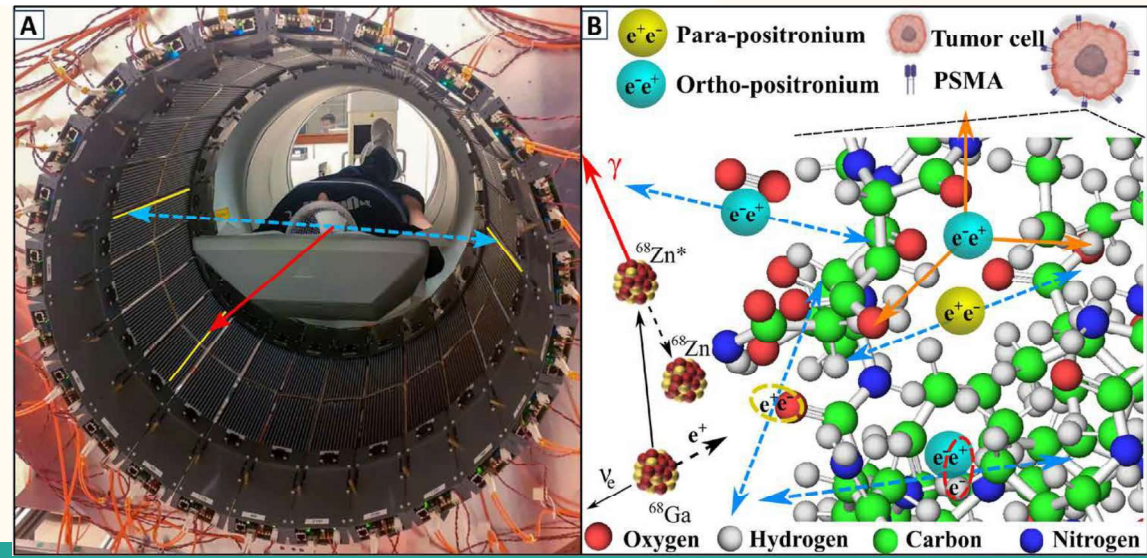 A
B
e⁺e⁻ Para-positronium
e⁻e⁺ Ortho-positronium
Tumor cell
PSMA
γ
e⁻e⁺
e⁻e⁺
⁶⁸Zn*
e⁺e⁻
⁶⁸Zn
e⁺e⁻
e⁺
e⁻e⁺
e⁻
νe
⁶⁸Ga
Oxygen Hydrogen Carbon Nitrogen